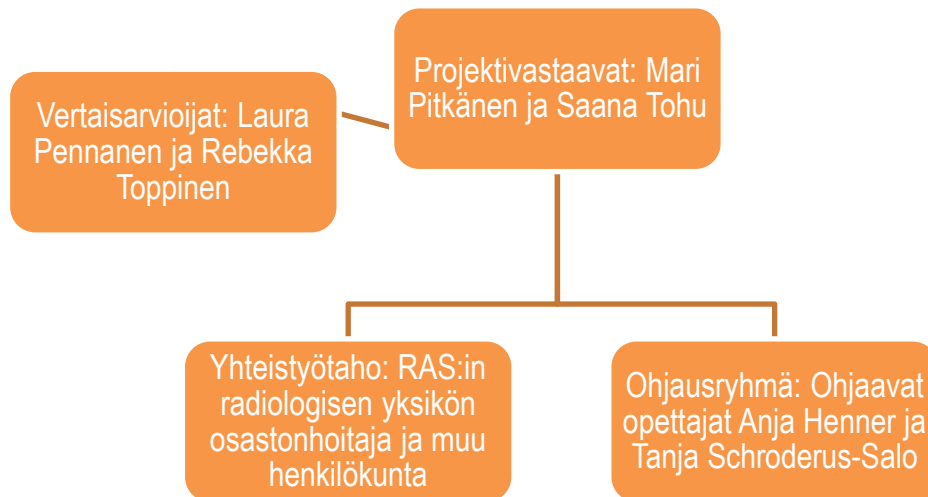 Projektivastaavat: Mari
Pitkänen ja Saana Tohu
Vertaisarvioijat: Laura
Pennanen ja Rebekka
Toppinen
Yhteistyötaho: RAS:in
radiologisen yksikön
osastonhoitaja ja muu
henkilökunta
Ohjausryhmä: Ohjaavat
opettajat Anja Henner ja
Tanja Schroderus-Salo